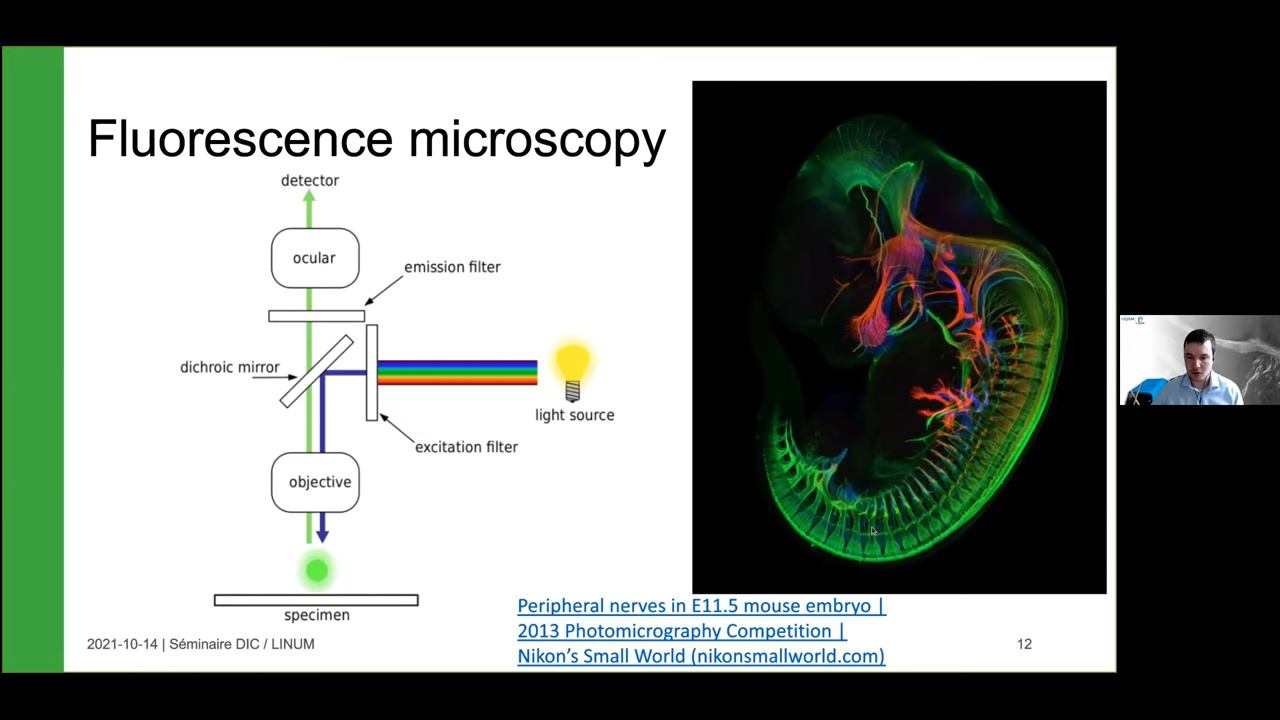 Fluorescence microscopy
detector
ocular
emission filter
dichroic mirror
light source
excitation filter
objective
specimen
Peripheral nerves in E11.5 mouse embryo |
2013 Photomicrography Competition |
Nikon’s Small World (nikonsmallworld.com)
2021-10-14 | Séminaire DIC / LINUM
12
UQÀM